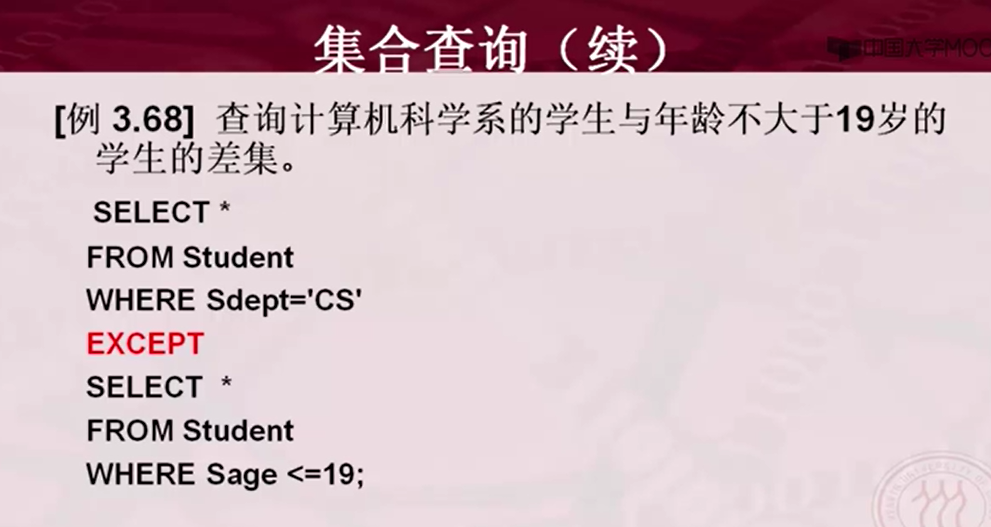 集合查询（续）
中国大学MOOC
[例 3.68] 查询计算机科学系的学生与年龄不大于19岁的
学生的差集。
SELECT *
FROM Student
WHERE Sdept='CS'
EXCEPT
SELECT *
FROM Student
WHERE Sage <=19;